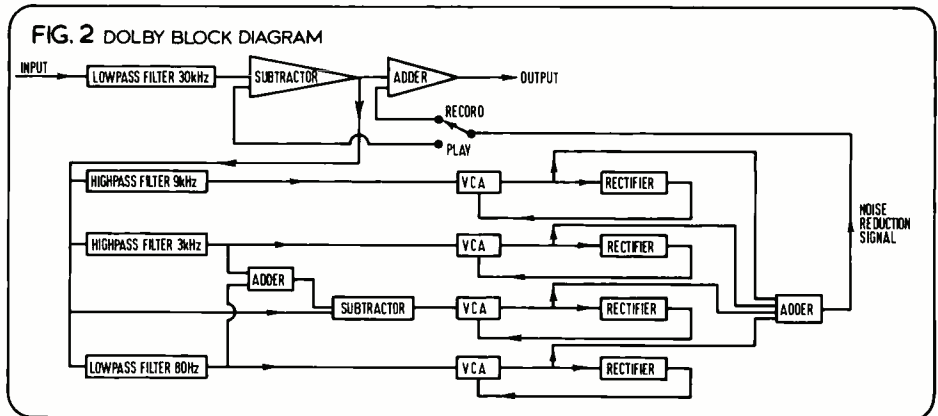 FIG. 2 DOLBY BLOCK DIAGRAM
INPUT
LOWPASS FILTER 30kHz
SUBTRACTOR
ADDER
OUTPUT
RECORD
PLAY
HIGHPASS FILTER 9kHz
VCA
RECTIFIER
NOISE
REDUCTION
SIGNAL
HIGHPASS FILTER 3kHz
VCA
RECTIFIER
ADDER
SUBTRACTOR
VCA
RECTIFIER
ADDER
LOWPASS FILTER 80Hz
VCA
RECTIFIER